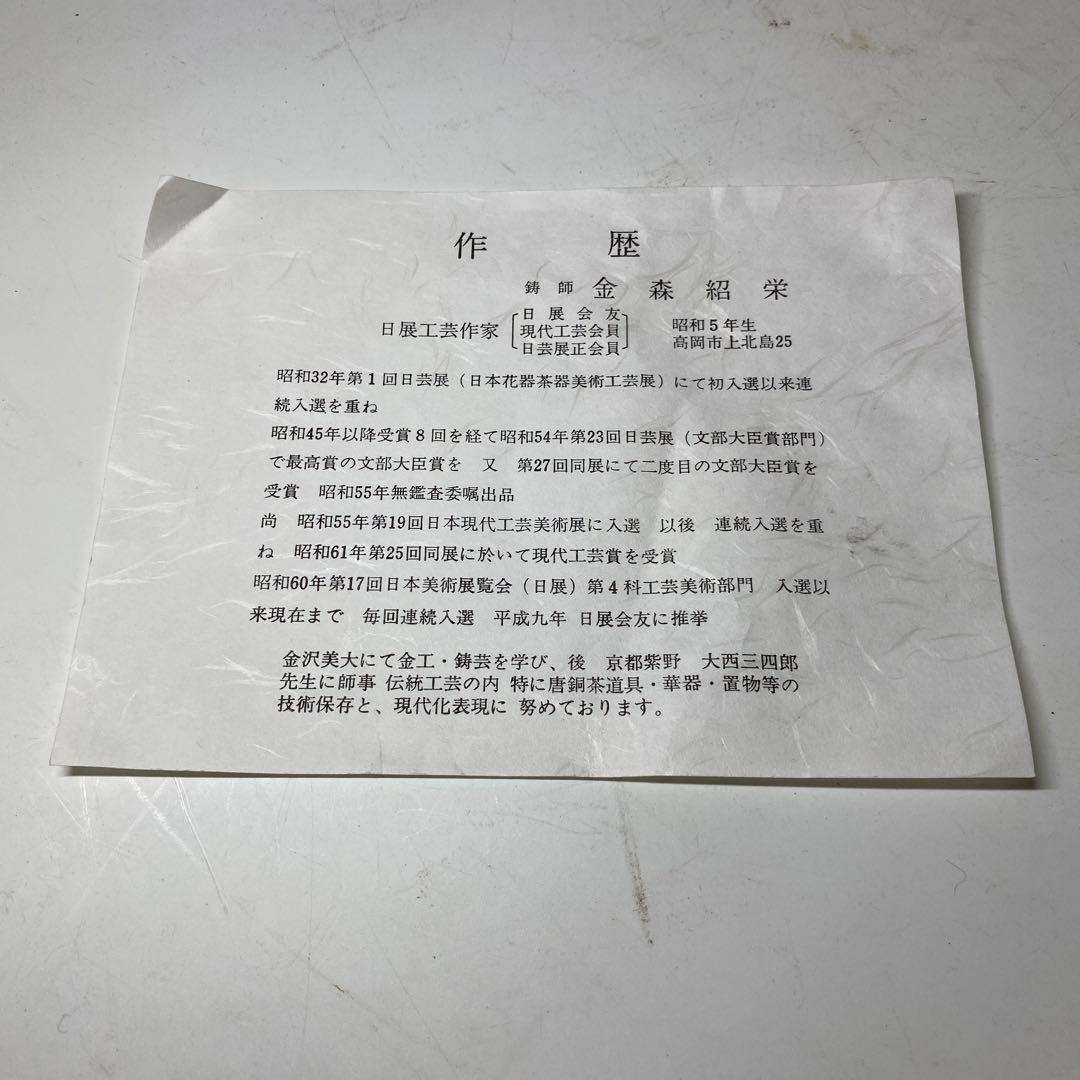 作歴
鋳師 金森紹栄
日展会友
日展工芸作家 現代工芸会員 昭和5年生
日芸展正会員 高岡市上北島25
昭和32年第1回日芸展（日本花器茶器美術工芸展）にて初入選以来連
続入選を重ね
昭和45年以降受賞8回を経て昭和54年第23回日芸展（文部大臣賞部門）
で最高賞の文部大臣賞を 又 第27回同展にて二度目の文部大臣賞を
受賞 昭和55年無鑑査委嘱出品
尚 昭和55年第19回日本現代工芸美術展に入選 以後 連続入選を重
ね 昭和61年第25回同展に於いて現代工芸賞を受賞
昭和60年第17回日本美術展覧会（日展）第4科工芸美術部門 入選以
来現在まで 毎回連続入選 平成九年 日展会友に推挙
金沢美大にて金工・鋳芸を学び、後 京都紫野 大西三四郎
先生に師事 伝統工芸の内 特に唐銅茶道具・華器・置物等の
技術保存と、現代化表現に 努めております。